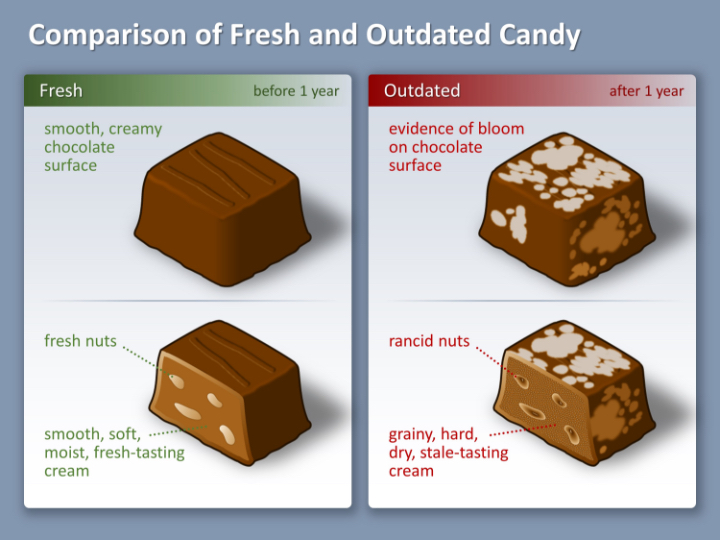 Comparison of Fresh and Outdated Candy
Fresh
before 1 year
smooth, creamy
chocolate
surface
fresh nuts
smooth, soft,
moist, fresh-tasting
cream
Outdated
after 1 year
evidence of bloom
on chocolate
surface
rancid nuts
grainy, hard,
dry, stale-tasting
cream